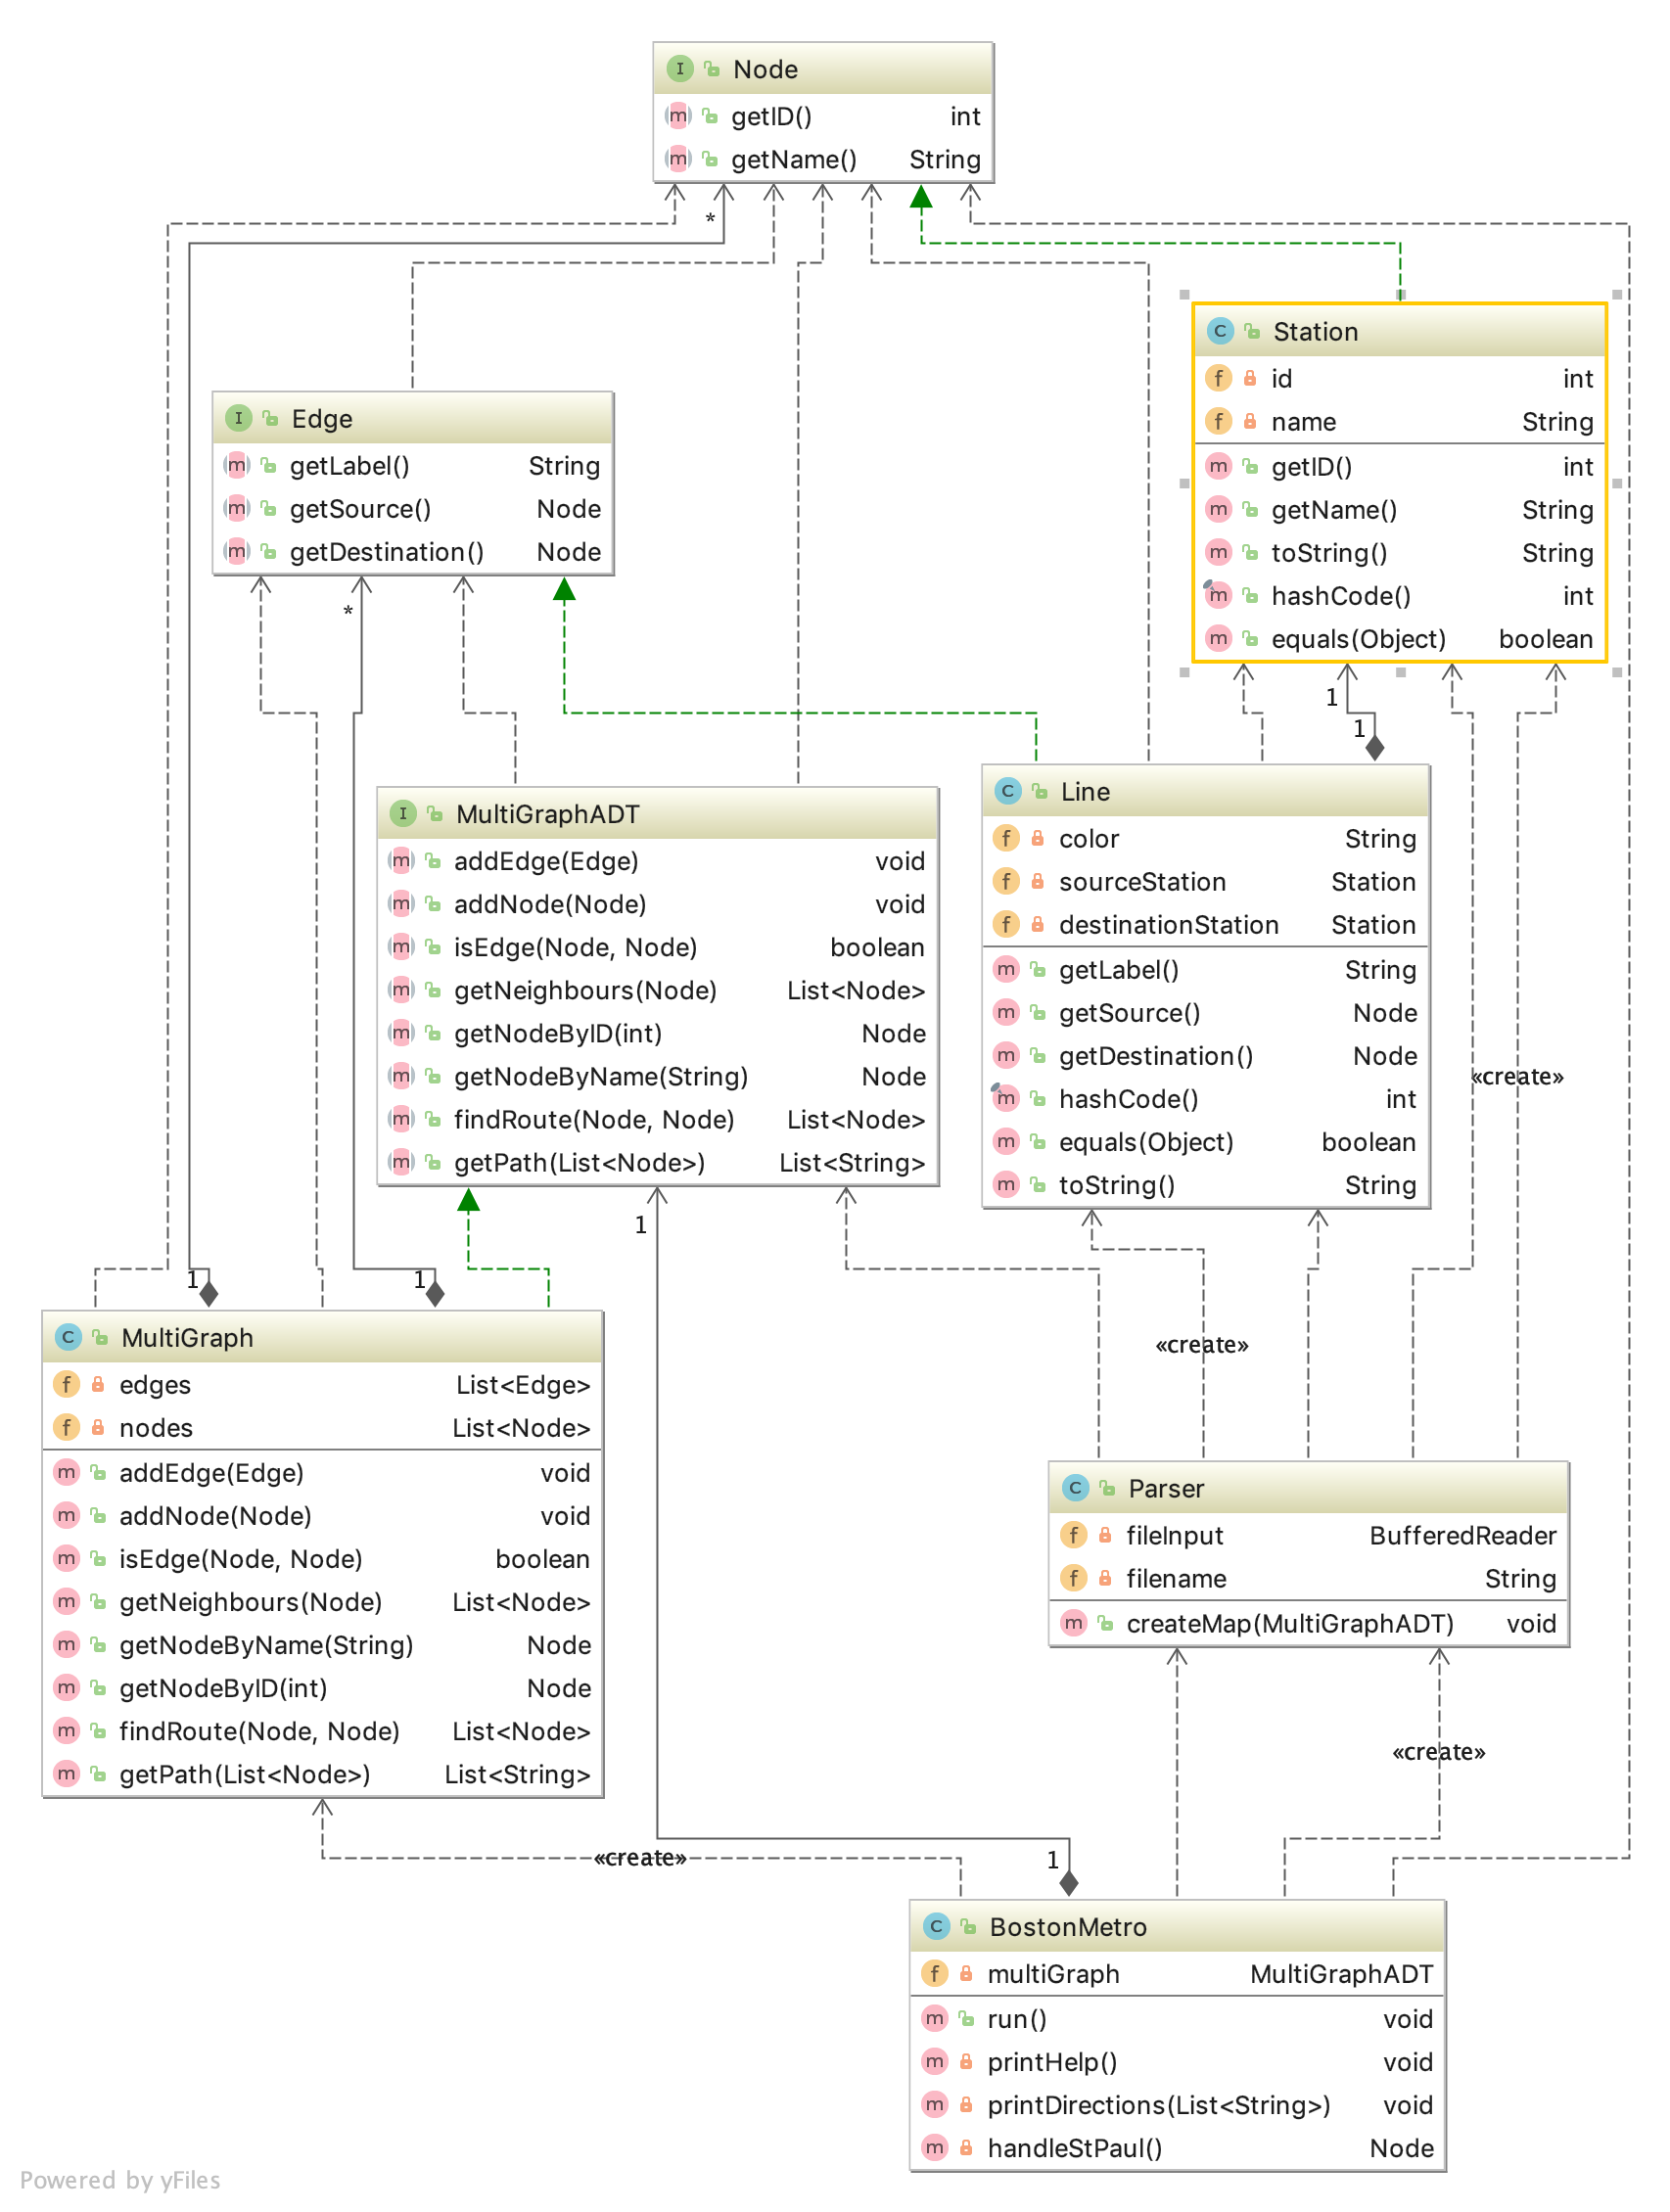 I Node
m getID() int
m getName() String
*
C Station
f id int
f name String
m getID() int
m getName() String
m toString() String
m hashCode() int
m equals(Object) boolean
I Edge
m getLabel() String
m getSource() Node
m getDestination() Node
*
1
1
I MultiGraphADT
m addEdge(Edge) void
m addNode(Node) void
m isEdge(Node, Node) boolean
m getNeighbours(Node) List<Node>
m getNodeByID(int) Node
m getNodeByName(String) Node
m findRoute(Node, Node) List<Node>
m getPath(List<Node>) List<String>
C Line
f color String
f sourceStation Station
f destinationStation Station
m getLabel() String
m getSource() Node
m getDestination() Node
m hashCode() int
m equals(Object) boolean
m toString() String
«create»
1
1
1
«create»
C MultiGraph
f edges List<Edge>
f nodes List<Node>
m addEdge(Edge) void
m addNode(Node) void
m isEdge(Node, Node) boolean
m getNeighbours(Node) List<Node>
m getNodeByName(String) Node
m getNodeByID(int) Node
m findRoute(Node, Node) List<Node>
m getPath(List<Node>) List<String>
C Parser
f fileInput BufferedReader
f filename String
m createMap(MultiGraphADT) void
«create»
«create»
1
C BostonMetro
f multiGraph MultiGraphADT
m run() void
m printHelp() void
m printDirections(List<String>) void
m handleStPaul() Node
Powered by yFiles